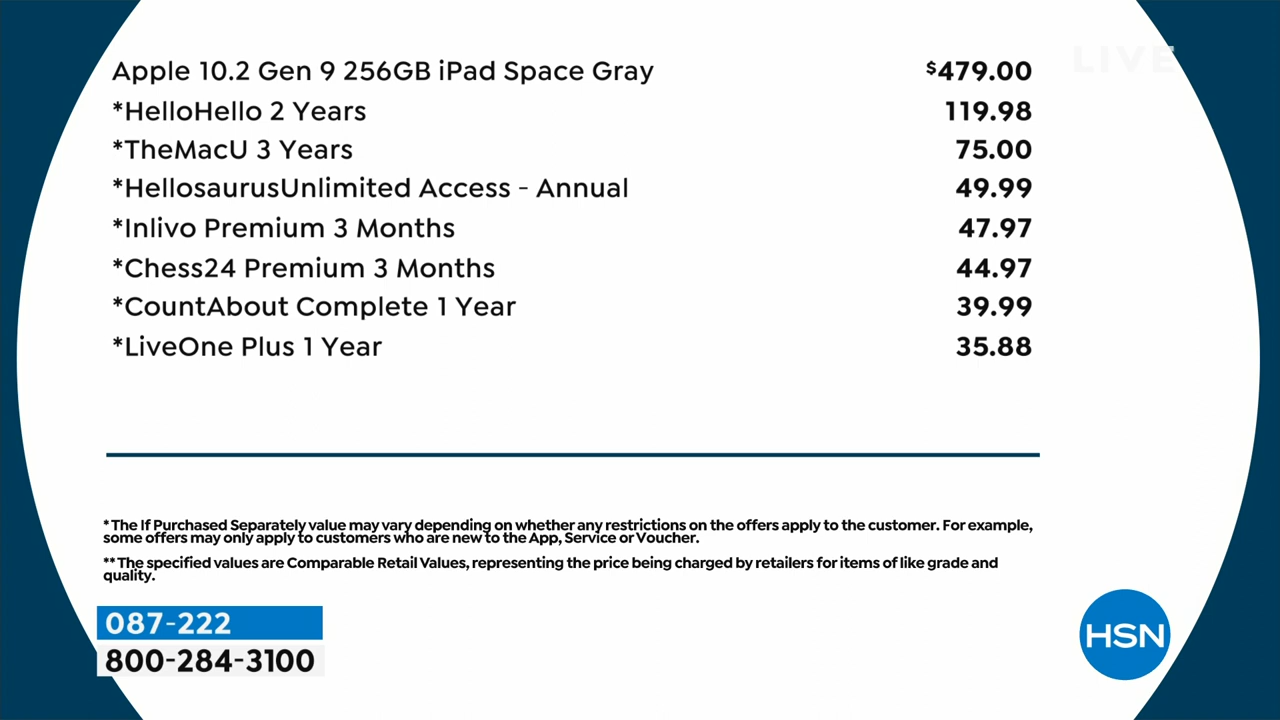 LIVE
Apple 10.2 Gen 9 256GB iPad Space Gray $479.00
*HelloHello 2 Years 119.98
*TheMacU 3 Years 75.00
*HellosaurusUnlimited Access - Annual 49.99
*Inlivo Premium 3 Months 47.97
*Chess24 Premium 3 Months 44.97
*CountAbout Complete 1 Year 39.99
*LiveOne Plus 1 Year 35.88
* The If Purchased Separately value may vary depending on whether any restrictions on the offers apply to the customer. For example,
some offers may only apply to customers who are new to the App, Service or Voucher.
** The specified values are Comparable Retail Values, representing the price being charged by retailers for items of like grade and
quality.
087-222
800-284-3100
HSN